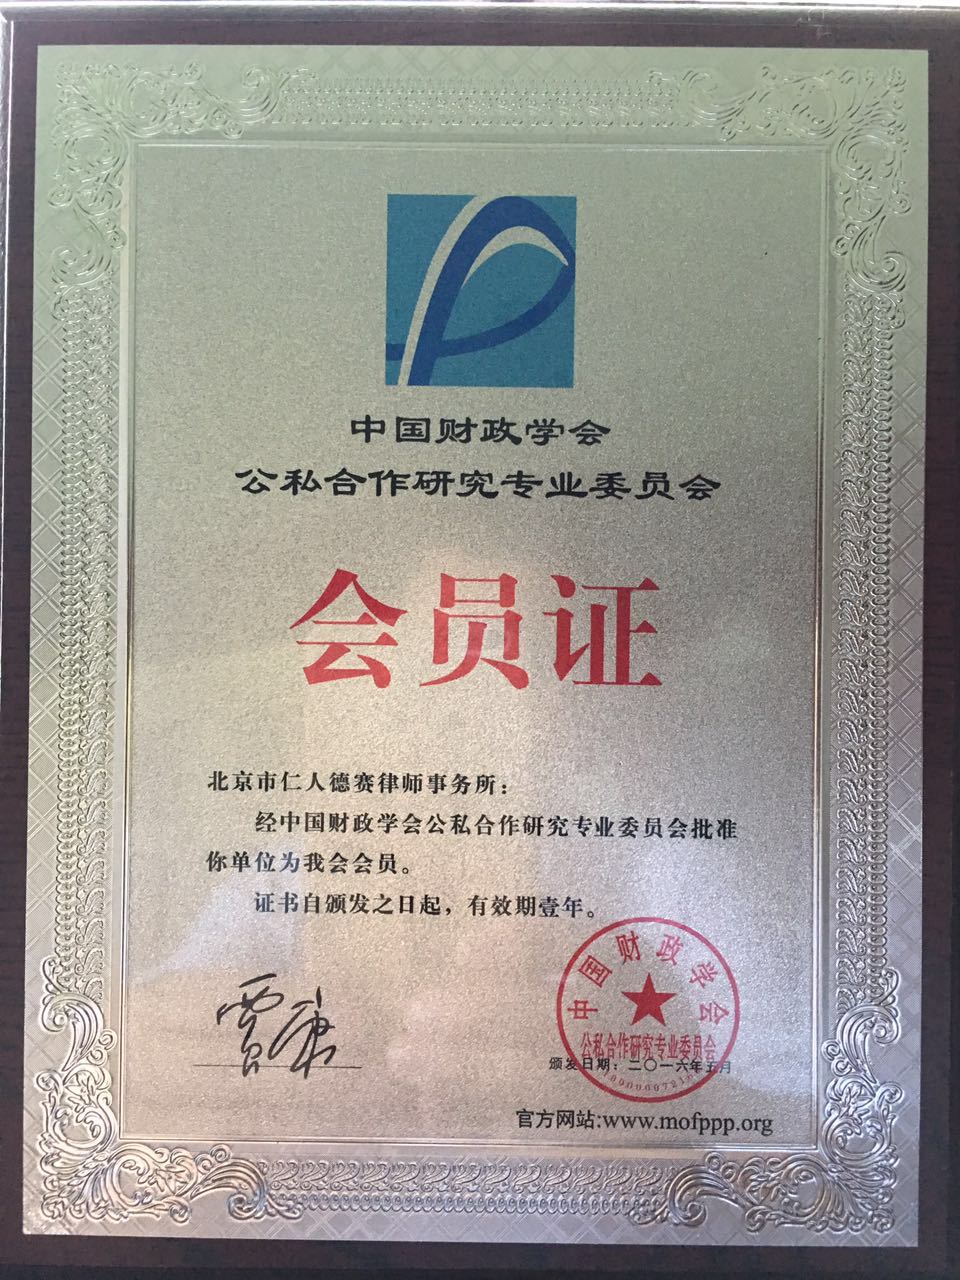 中国财政学会
公私合作研究专业委员会
会员证
北京市仁人德赛律师事务所：
经中国财政学会公私合作研究专业委员会批准
你单位为我会会员。
证书自颁发之日起，有效期壹年。
贾康
中国财政学会
公私合作研究专业委员会
颁发日期：二〇一六年五月
官方网站:www.mofppp.org